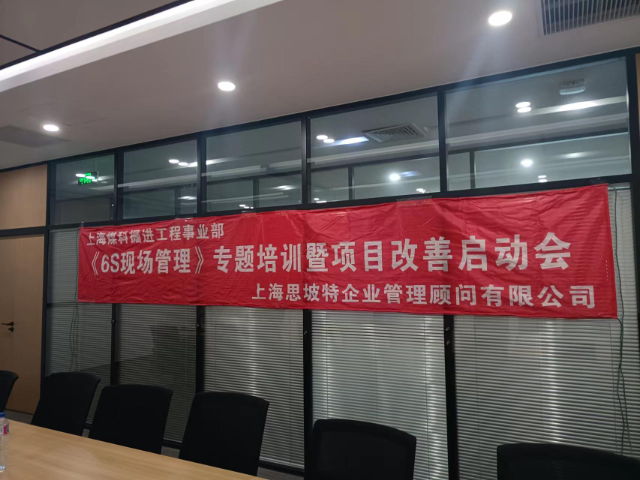 上海煤科掘进工程事业部
《6S现场管理》专题培训暨项目改善启动会
上海思坡特企业管理顾问有限公司